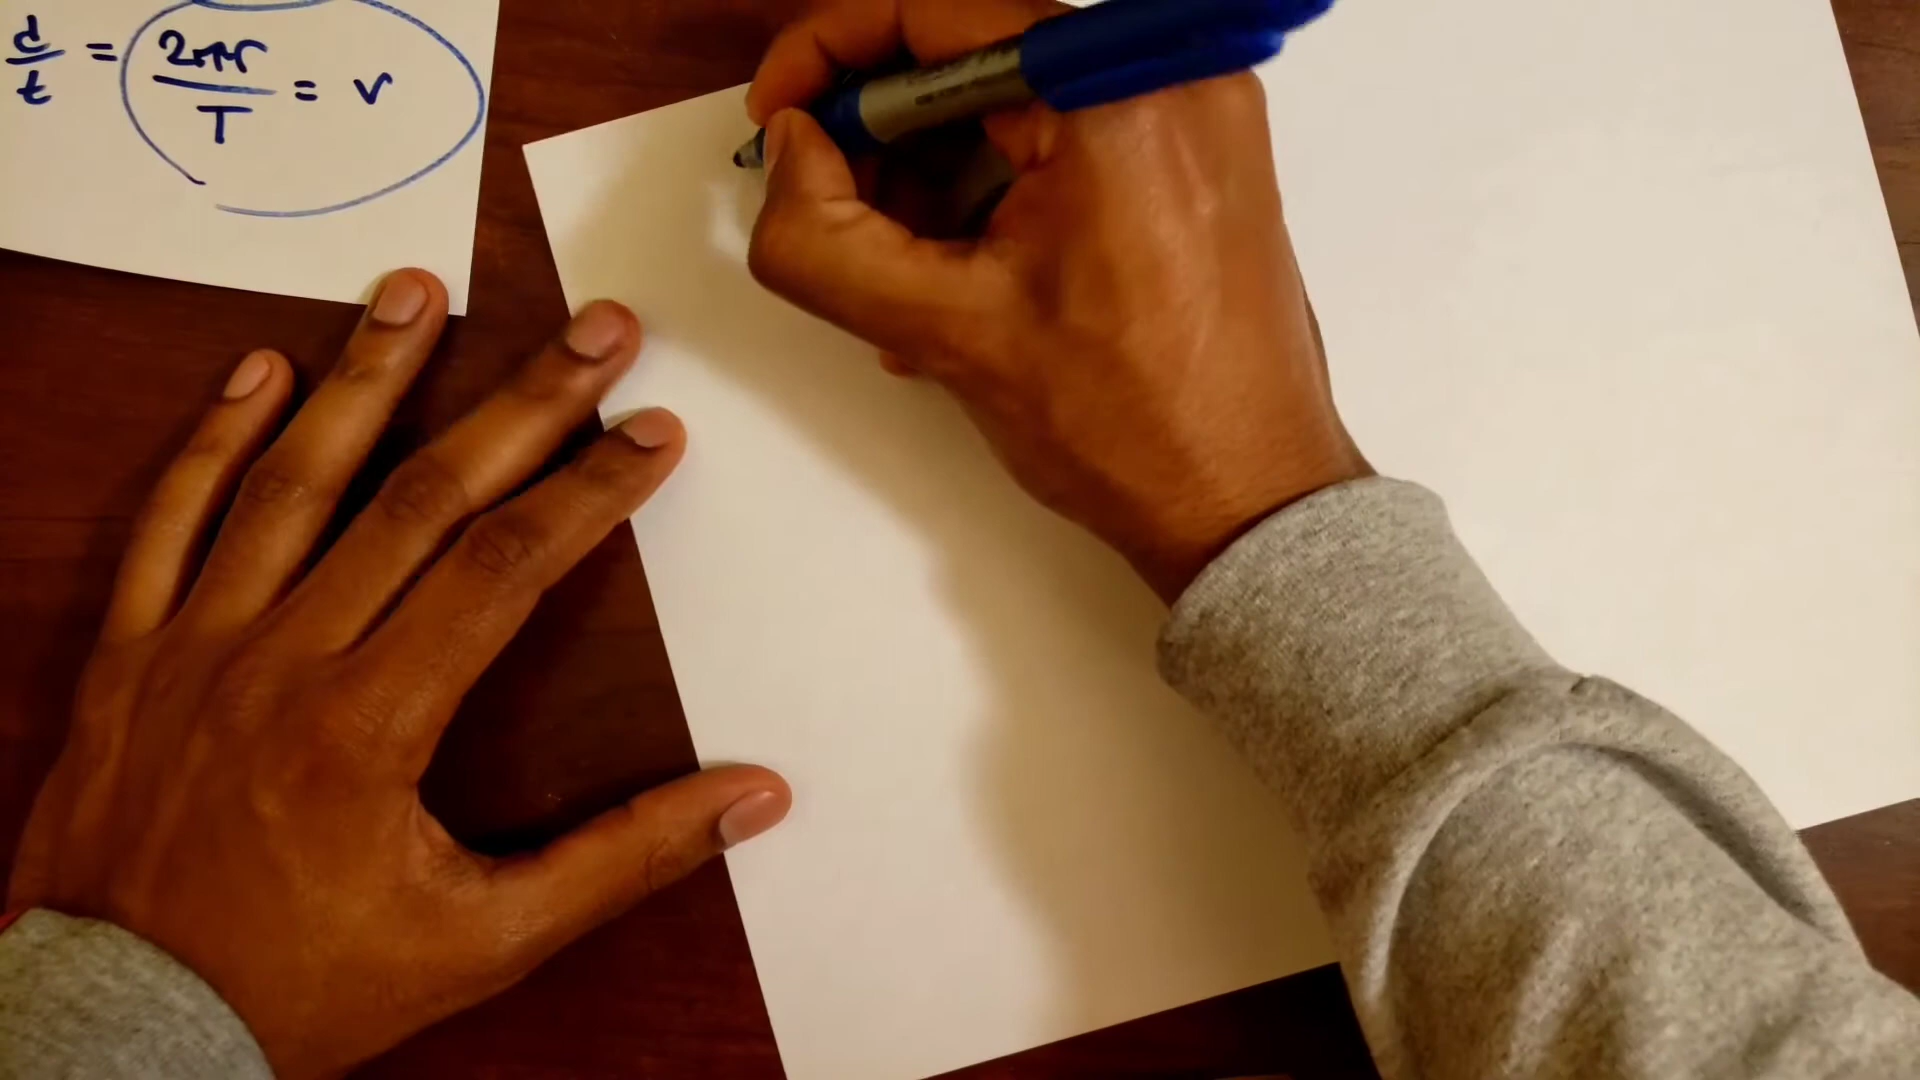 d/t = 2πr/T = v